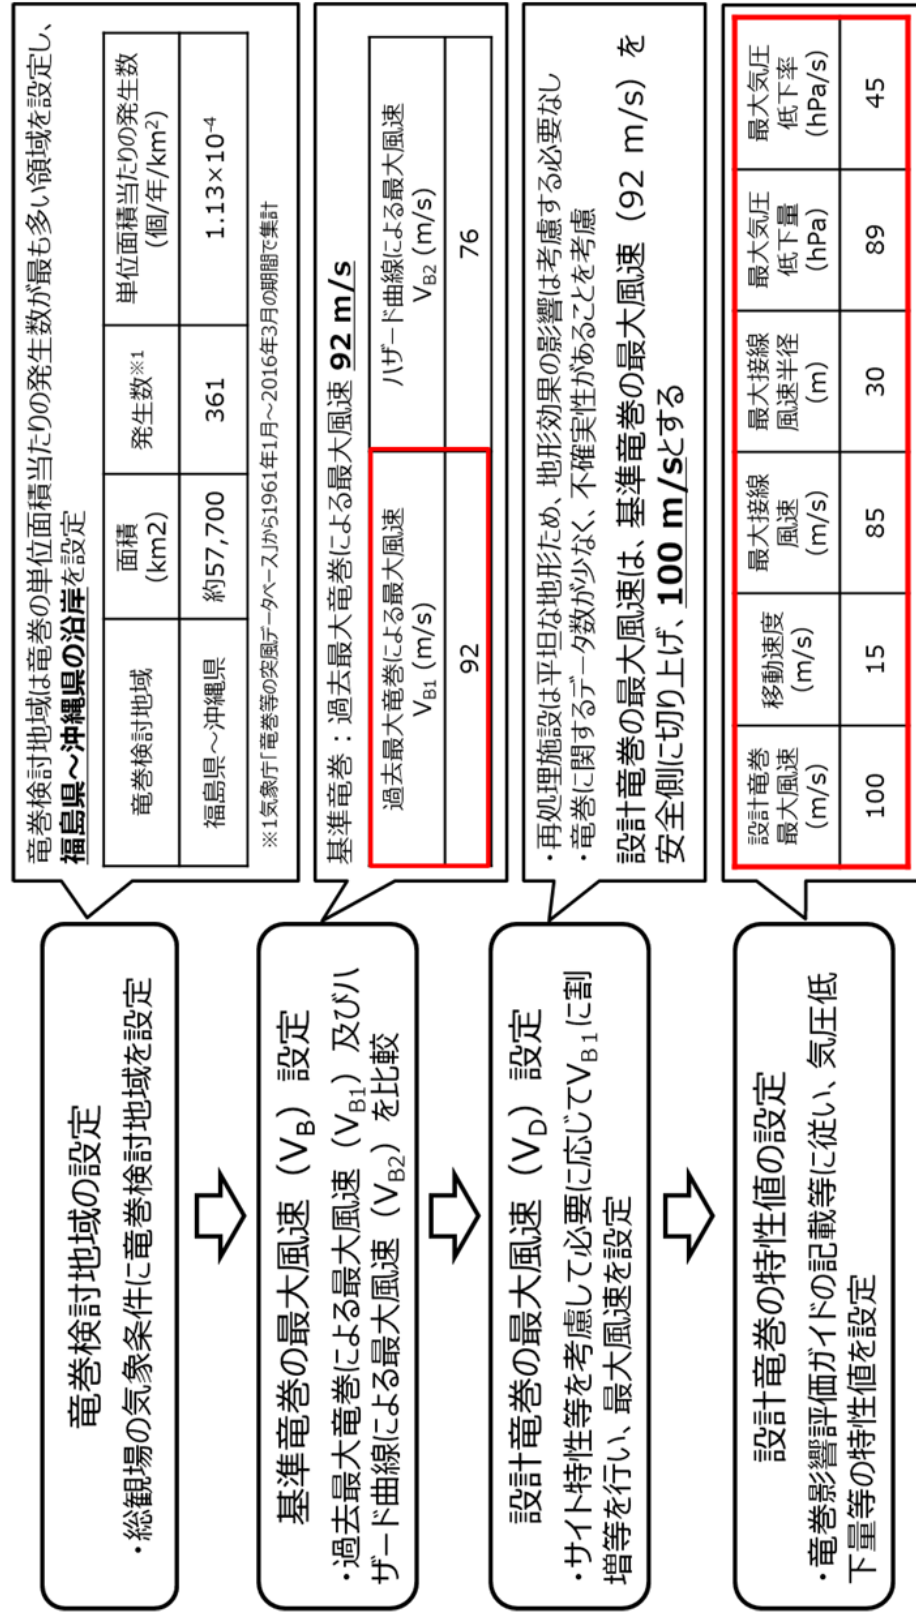 竜巻検討地域の設定
・総観場の気象条件に竜巻検討地域を設定
竜巻検討地域は竜巻の単位面積当たりの発生数が最も多い領域を設定し、
福島県～沖縄県の沿岸を設定
竜巻検討地域 面積 (km2) 発生数※1 単位面積当たりの発生数 (個/年/km2)
福島県～沖縄県 約57,700 361 1.13×10-4
※1気象庁「竜巻等の突風データベース」から1961年1月～2016年3月の期間で集計
基準竜巻の最大風速（VB）設定
・過去最大竜巻による最大風速（VB1）及びハ
ザード曲線による最大風速（VB2）を比較
基準竜巻：過去最大竜巻による最大風速 92 m/s
過去最大竜巻による最大風速 VB1 (m/s) ハザード曲線による最大風速 VB2 (m/s)
92 76
設計竜巻の最大風速（VD）設定
・サイト特性等を考慮して必要に応じてVB1に割
増等を行い、最大風速を設定
・再処理施設は平坦な地形ため、地形効果の影響は考慮する必要なし
・竜巻に関するデータ数が少なく、不確実性があることを考慮
設計竜巻の最大風速は、基準竜巻の最大風速（92 m/s）を
安全側に切り上げ、100 m/sとする
設計竜巻の特性値の設定
・竜巻影響評価ガイドの記載等に従い、気圧低
下量等の特性値を設定
設計竜巻 最大風速 (m/s) 移動速度 (m/s) 最大接線 風速 (m/s) 最大接線 風速半径 (m) 最大気圧 低下量 (hPa) 最大気圧 低下率 (hPa/s)
100 15 85 30 89 45